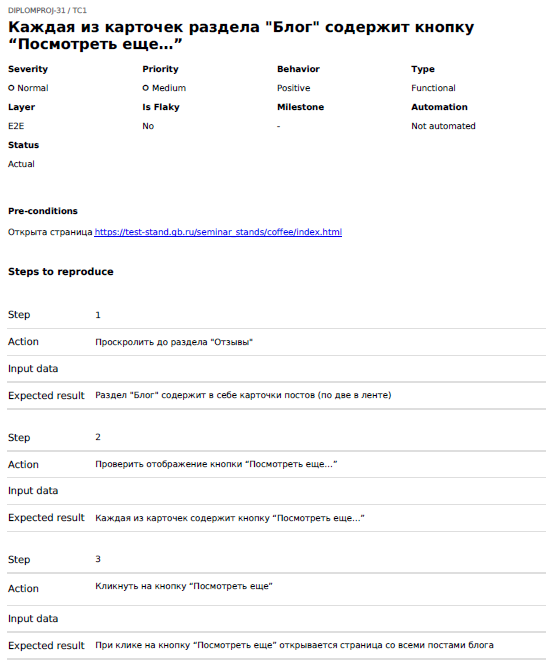 DIPLOMPROJ-31 / TC1
Каждая из карточек раздела "Блог" содержит кнопку
“Посмотреть еще…”
Severity Priority Behavior Type
Normal Medium Positive Functional
Layer Is Flaky Milestone Automation
E2E No - Not automated
Status
Actual
Pre-conditions
Открыта страница https://test-stand.gb.ru/seminar_stands/coffee/index.html
Steps to reproduce
Step 1
Action Проскролить до раздела "Отзывы"
Input data
Expected result Раздел "Блог" содержит в себе карточки постов (по две в ленте)
Step 2
Action Проверить отображение кнопки “Посмотреть еще…”
Input data
Expected result Каждая из карточек содержит кнопку “Посмотреть еще…”
Step 3
Action Кликнуть на кнопку “Посмотреть еще”
Input data
Expected result При клике на кнопку “Посмотреть еще” открывается страница со всеми постами блога